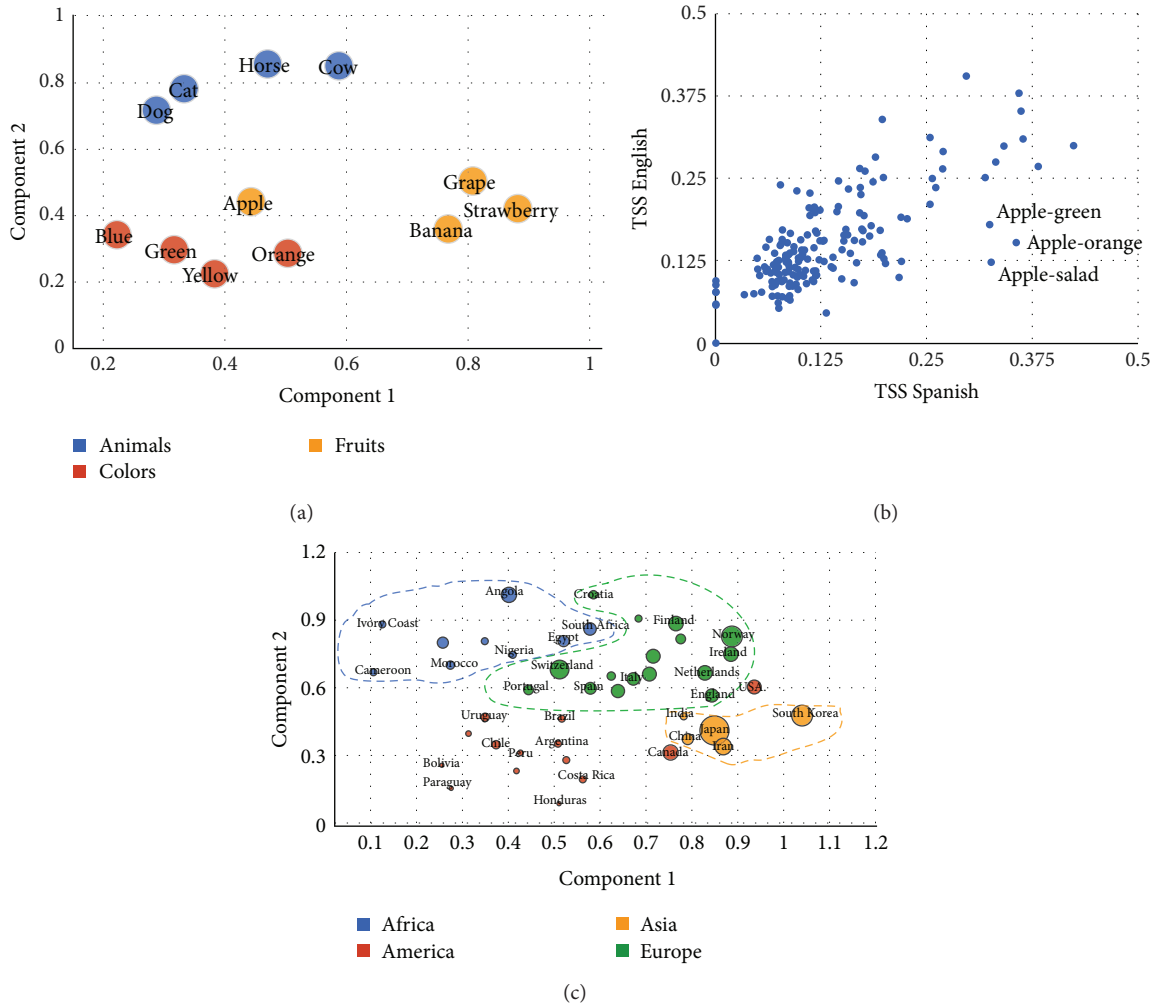 1
0.8
0.6
0.4
0.2
0
Component 2
0.2
0.4
0.6
0.8
1
Component 1
Horse
Cow
Cat
Dog
Grape
Apple
Strawberry
Banana
Blue
Green
Orange
Yellow
Animals
Fruits
Colors
(a)
0.5
0.375
0.25
0.125
0
TSS English
0
0.125
0.25
0.375
0.5
TSS Spanish
Apple-green
Apple-orange
Apple-salad
(b)
1.2
0.9
0.6
0.3
0
Component 2
0.1
0.2
0.3
0.4
0.5
0.6
0.7
0.8
0.9
1
1.1
1.2
Component 1
Angola
Croatia
Ivory Coast
South Africa
Finland
Egypt
Norway
Nigeria
Ireland
Cameroon
Morocco
Switzerland
Italy
Netherlands
Portugal
Spain
England
USA.
Uruguay
Brazil
India
South Korea
Japan
China
Iran
Chile
Argentina
Canada
Peru
Bolivia
Costa Rica
Paraguay
Honduras
Africa
Asia
America
Europe
(c)